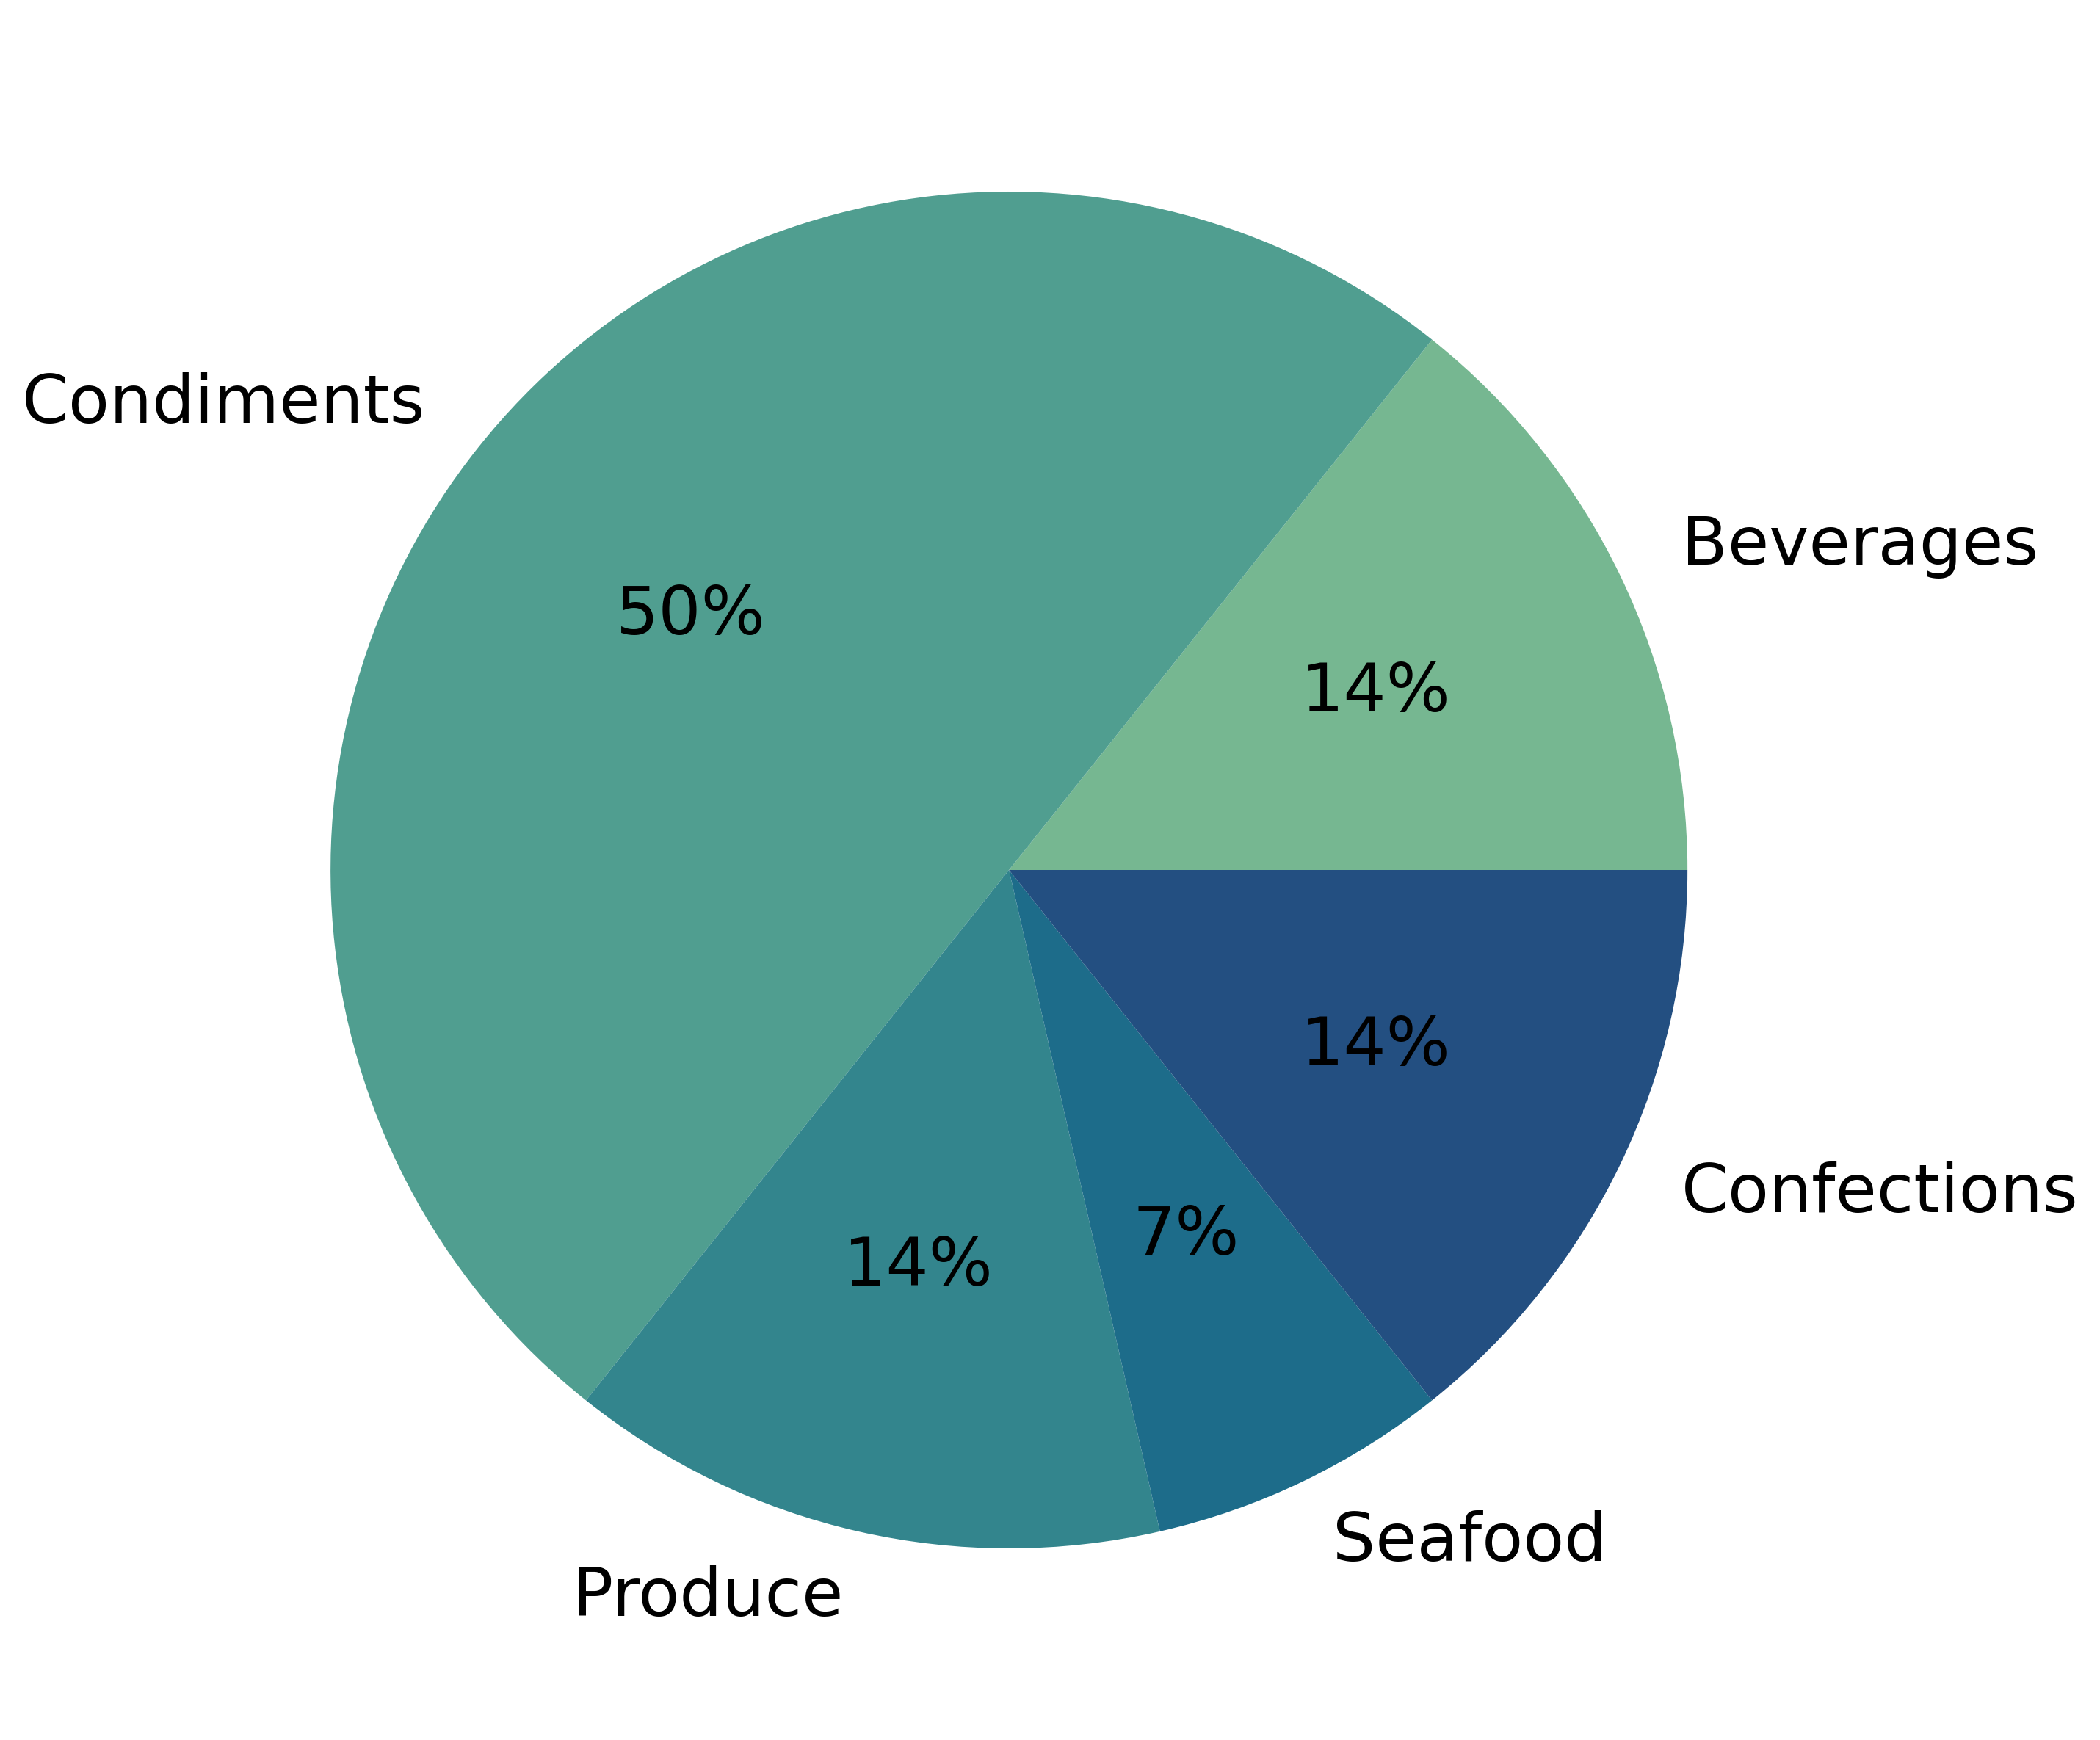 Condiments
Beverages
50%
14%
14%
Confections
7%
14%
Seafood
Produce